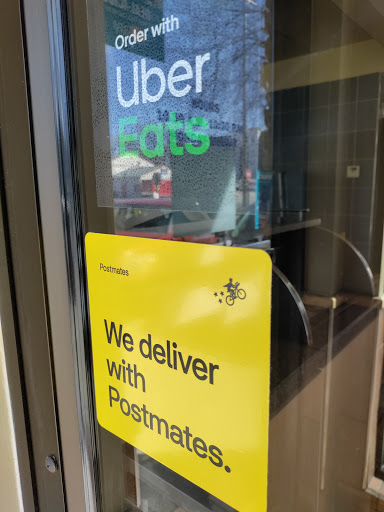 Order with
Uber
Eats
Postmates
We deliver
with
Postmates.